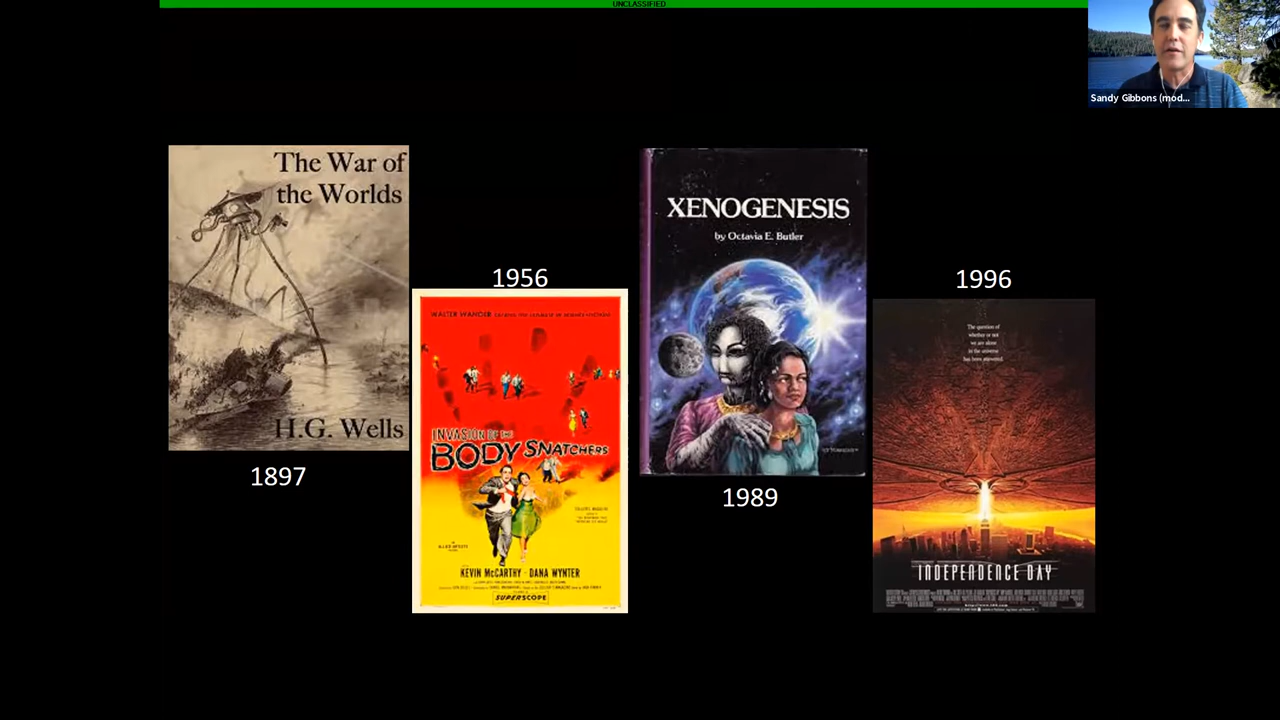 UNCLASSIFIED
Sandy Gibbons (mod...
The War of
the Worlds
H.G. Wells
1897
1956
WALTER WANGER
INVASION OF THE
BODY SNATCHERS
KEVIN McCARTHY - DANA WYNTER
SUPERSCOPE
XENOGENESIS
by Octavia E. Butler
1989
1996
The question of
whether or not
we are alone
in the universe
has been answered.
INDEPENDENCE DAY